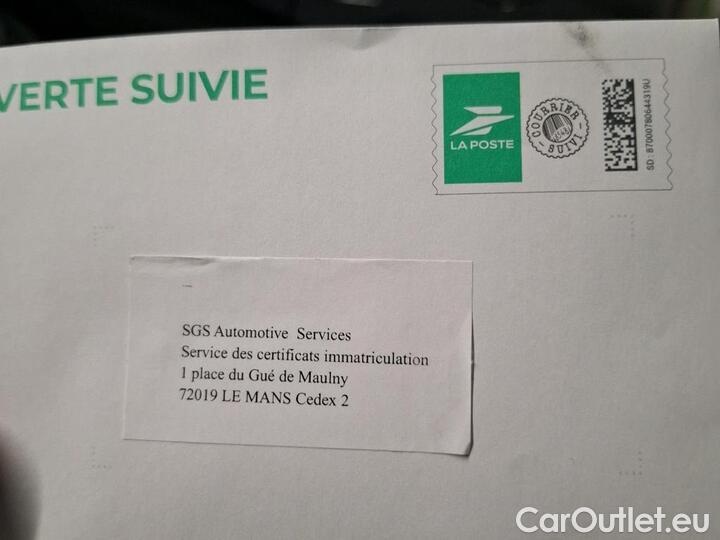 VERTE SUIVIE
LA POSTE
COURRIER
SUIVI
SD : 87000780644319U
SGS Automotive Services
Service des certificats immatriculation
1 place du Gué de Maulny
72019 LE MANS Cedex 2
CarOutlet.eu